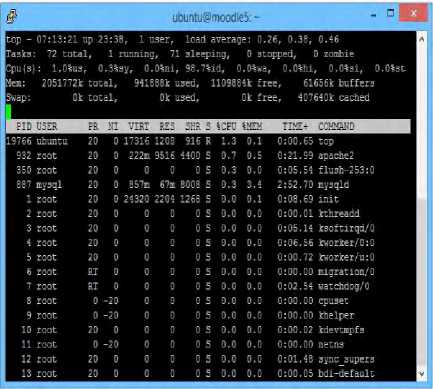 ubuntu@moodle5: ~
top - 07:13:21 up 23:38, 1 user, load average: 0.26, 0.38, 0.46
Tasks: 72 total, 1 running, 71 sleeping, 0 stopped, 0 zombie
Cpu(s): 1.0%us, 0.3%sy, 0.0%ni, 98.7%id, 0.0%wa, 0.0%hi, 0.0%si, 0.0%st
Mem: 2051772k total, 941888k used, 1109884k free, 61656k buffers
Swap: 0k total, 0k used, 0k free, 407640k cached
PID USER PR NI VIRT RES SHR S %CPU %MEM TIME+ COMMAND
19766 ubuntu 20 0 17316 1208 916 R 1.3 0.1 0:00.65 top
932 root 20 0 222m 9516 4400 S 0.7 0.5 0:21.99 apache2
350 root 20 0 0 0 0 S 0.3 0.0 0:05.54 flush-253:0
887 mysql 20 0 857m 67m 8008 S 0.3 3.4 2:52.70 mysqld
1 root 20 0 24320 2204 1268 S 0.0 0.1 0:08.69 init
2 root 20 0 0 0 0 S 0.0 0.0 0:00.01 kthreadd
3 root 20 0 0 0 0 S 0.0 0.0 0:05.14 ksoftirqd/0
4 root 20 0 0 0 0 S 0.0 0.0 0:06.56 kworker/0:0
5 root 20 0 0 0 0 S 0.0 0.0 0:00.72 kworker/u:0
6 root RT 0 0 0 0 S 0.0 0.0 0:00.00 migration/0
7 root RT 0 0 0 0 S 0.0 0.0 0:02.54 watchdog/0
8 root 0 -20 0 0 0 S 0.0 0.0 0:00.00 cpuset
9 root 0 -20 0 0 0 S 0.0 0.0 0:00.00 khelper
10 root 20 0 0 0 0 S 0.0 0.0 0:00.02 kdevtmpfs
11 root 0 -20 0 0 0 S 0.0 0.0 0:00.00 netns
12 root 20 0 0 0 0 S 0.0 0.0 0:01.48 sync_supers
13 root 20 0 0 0 0 S 0.0 0.0 0:00.05 bdi-default